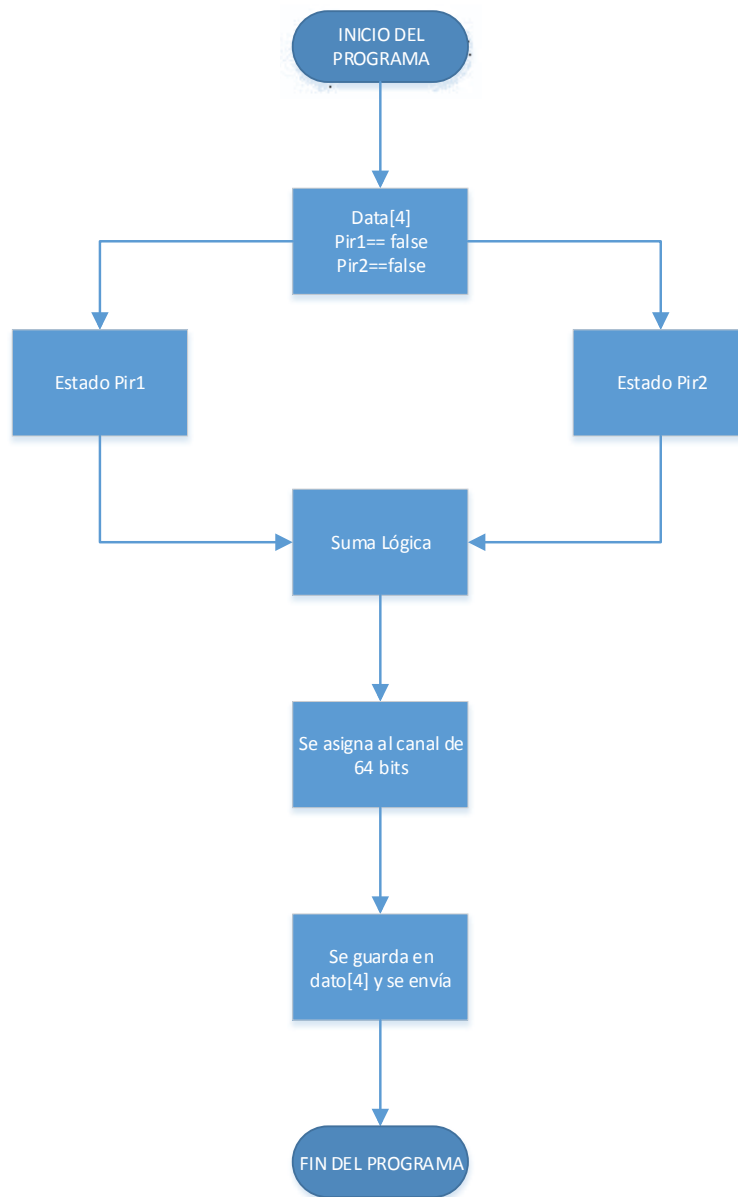 INICIO DEL
PROGRAMA
Data[4]
Pir1== false
Pir2==false
Estado Pir1
Estado Pir2
Suma Lógica
Se asigna al canal de
64 bits
Se guarda en
dato[4] y se envía
FIN DEL PROGRAMA